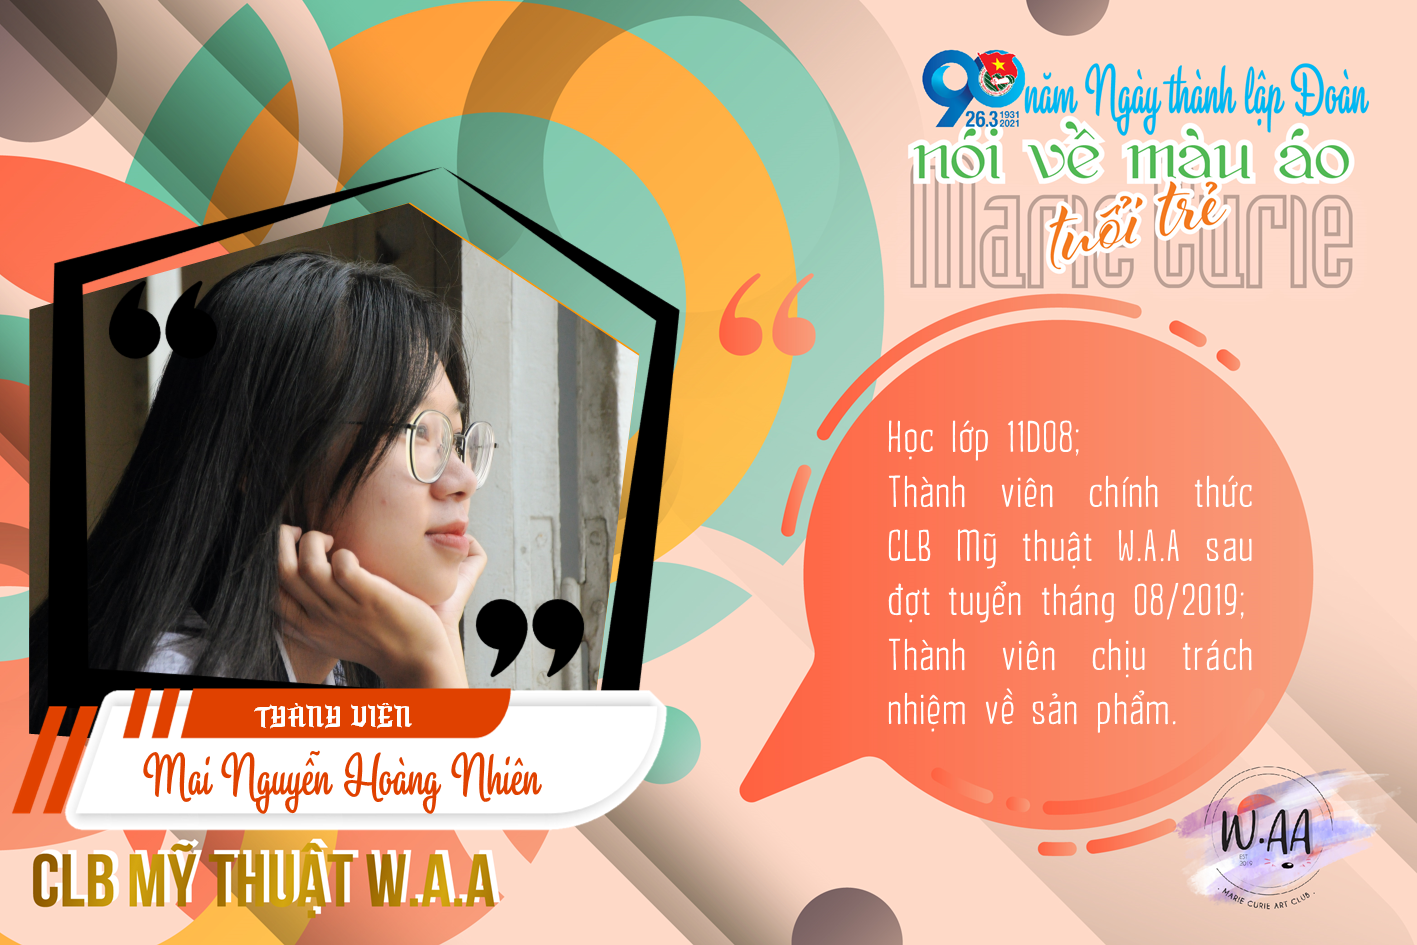 90 năm Ngày thành lập Đoàn
26.3 1931 2021
nói về màu áo
tuổi trẻ
Marie Curie
Học lớp 11D08;
Thành viên chính thức
CLB Mỹ thuật W.A.A sau
đợt tuyển tháng 08/2019;
Thành viên chịu trách
nhiệm về sản phẩm.
THÀNH VIÊN
Mai Nguyễn Hoàng Nhiên
CLB MỸ THUẬT W.A.A
W.AA
MARIE CURIE ART CLUB